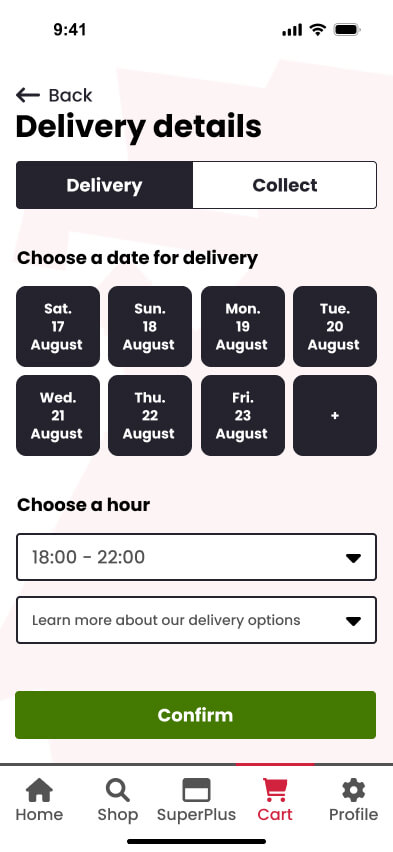 9:41
Back
Delivery details
Delivery Collect
Choose a date for delivery
Sat.
17
August
Sun.
18
August
Mon.
19
August
Tue.
20
August
Wed.
21
August
Thu.
22
August
Fri.
23
August
+
Choose a hour
18:00 - 22:00
Learn more about our delivery options
Confirm
Home Shop SuperPlus Cart Profile